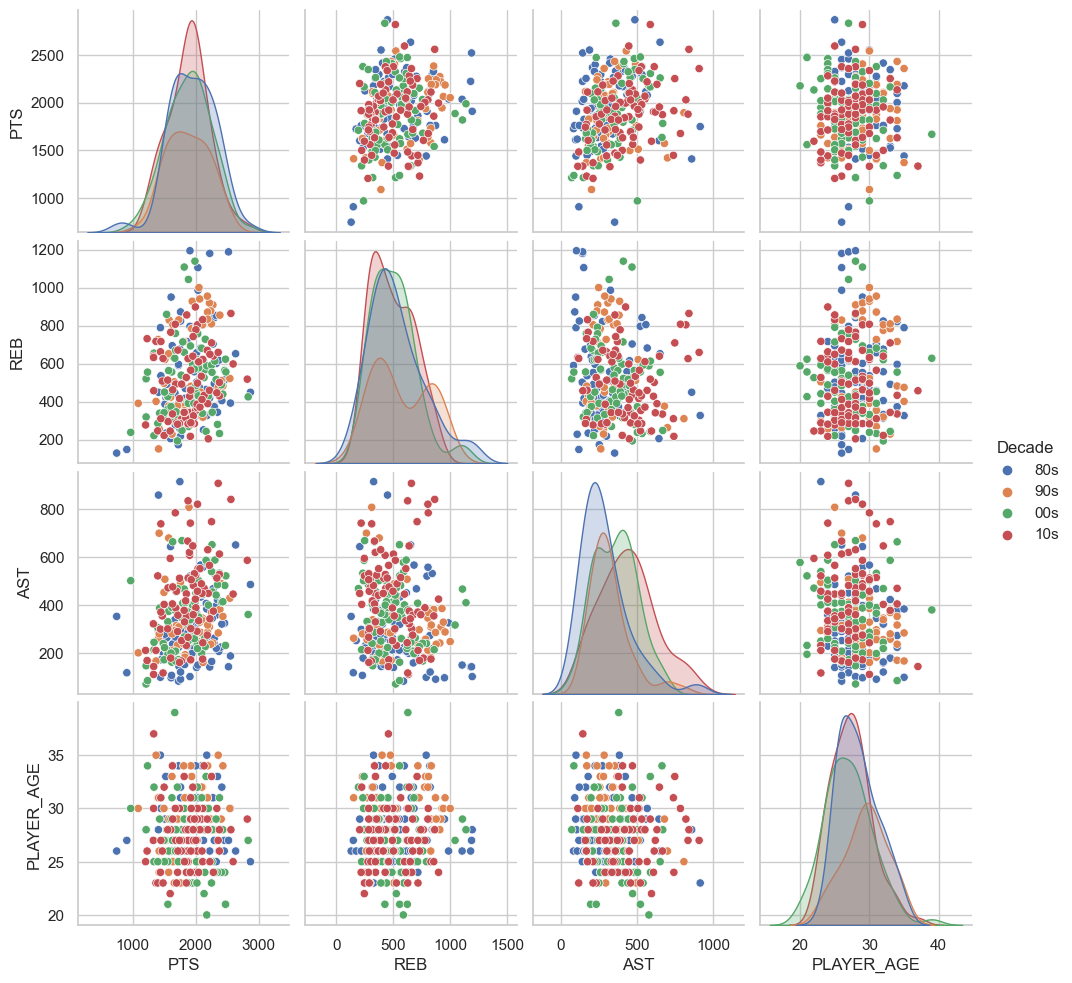 2500
2000
1500
1000
PTS
1200
1000
800
600
400
200
REB
Decade
80s
90s
00s
10s
800
600
400
200
AST
35
30
25
20
PLAYER_AGE
1000 2000 3000
0 500 1000 1500
0 500 1000
20 30 40
PTS REB AST PLAYER_AGE